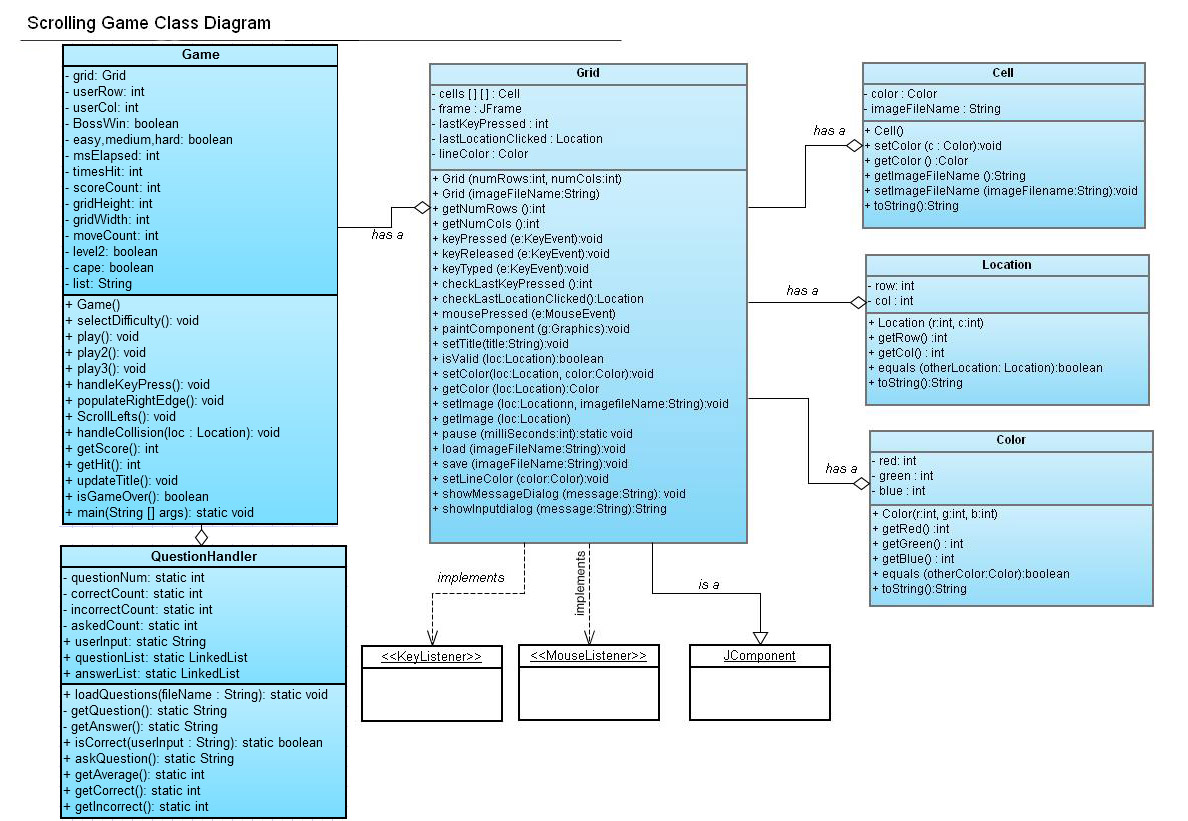 Scrolling Game Class Diagram
Game
- grid: Grid
- userRow: int
- userCol: int
- BossWin: boolean
- easy,medium,hard: boolean
- msElapsed: int
- timesHit: int
- scoreCount: int
- gridHeight: int
- gridWidth: int
- moveCount: int
- level2: boolean
- cape: boolean
- list: String
+ Game()
+ selectDifficulty(): void
+ play(): void
+ play2(): void
+ play3(): void
+ handleKeyPress(): void
+ populateRightEdge(): void
+ ScrollLefts(): void
+ handleCollision(loc : Location): void
+ getScore(): int
+ getHit(): int
+ updateTitle(): void
+ isGameOver(): boolean
+ main(String [] args): static void
QuestionHandler
- questionNum: static int
- correctCount: static int
- incorrectCount: static int
- askedCount: static int
+ userInput: static String
+ questionList: static LinkedList
+ answerList: static LinkedList
+ loadQuestions(fileName : String): static void
- getQuestion(): static String
- getAnswer(): static String
+ isCorrect(userInput : String): static boolean
+ askQuestion(): static String
+ getAverage(): static int
+ getCorrect(): static int
+ getIncorrect(): static int
has a
Grid
- cells [ ] [ ] : Cell
- frame : JFrame
- lastKeyPressed : int
- lastLocationClicked : Location
- lineColor : Color
+ Grid (numRows:int, numCols:int)
+ Grid (imageFileName:String)
+ getNumRows ():int
+ getNumCols ():int
+ keyPressed (e:KeyEvent):void
+ keyReleased (e:KeyEvent):void
+ keyTyped (e:KeyEvent):void
+ checkLastKeyPressed ():int
+ checkLastLocationClicked():Location
+ mousePressed (e:MouseEvent)
+ paintComponent (g:Graphics):void
+ setTitle(title:String):void
+ isValid (loc:Location):boolean
+ setColor(loc:Location, color:Color):void
+ getColor (loc:Location):Color
+ setImage (loc:Locationn, imagefileName:String):void
+ getImage (loc:Location)
+ pause (milliSeconds:int):static void
+ load (imageFileName:String):void
+ save (imageFileName:String):void
+ setLineColor (color:Color):void
+ showMessageDialog (message:String): void
+ showInputdialog (message:String):String
implements
implements
is a
<<KeyListener>>
<<MouseListener>>
JComponent
has a
Cell
- color : Color
- imageFileName : String
+ Cell()
+ setColor (c : Color):void
+ getColor () :Color
+ getImageFileName ():String
+ setImageFileName (imageFilename:String):void
+ toString():String
has a
Location
- row: int
- col : int
+ Location (r:int, c:int)
+ getRow() :int
+ getCol() : int
+ equals (otherLocation: Location):boolean
+ toString():String
has a
Color
- red: int
- green : int
- blue : int
+ Color(r:int, g:int, b:int)
+ getRed() :int
+ getGreen() : int
+ getBlue() : int
+ equals (otherColor:Color):boolean
+ toString():String